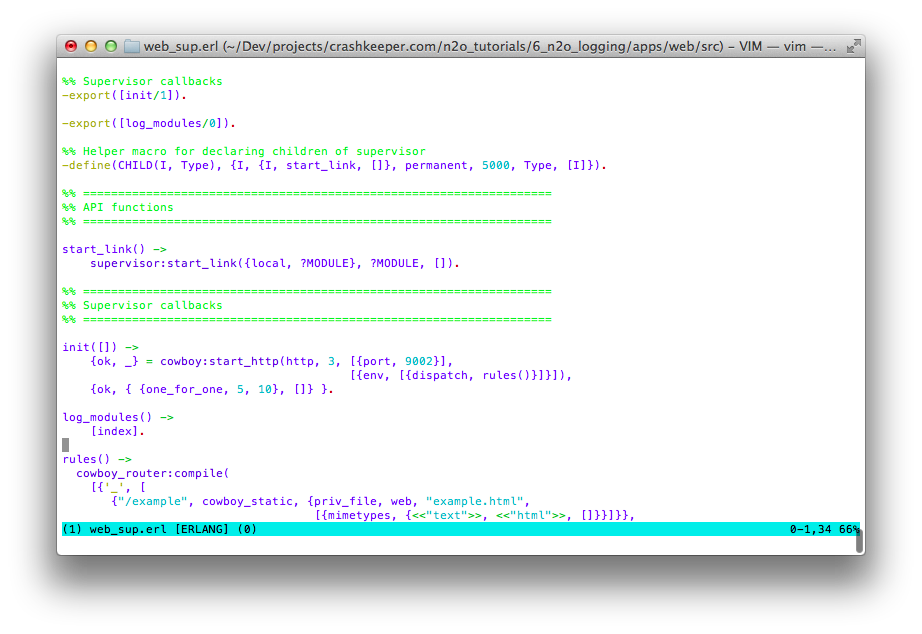 web_sup.erl (~/Dev/projects/crashkeeper.com/n2o_tutorials/6_n2o_logging/apps/web/src) – VIM — vim —...
%% Supervisor callbacks
-export([init/1]).
-export([log_modules/0]).
%% Helper macro for declaring children of supervisor
-define(CHILD(I, Type), {I, {I, start_link, []}, permanent, 5000, Type, [I]}).
%% ===================================================================
%% API functions
%% ===================================================================
start_link() ->
    supervisor:start_link({local, ?MODULE}, ?MODULE, []).
%% ===================================================================
%% Supervisor callbacks
%% ===================================================================
init([]) ->
    {ok, _} = cowboy:start_http(http, 3, [{port, 9002}],
                                         [{env, [{dispatch, rules()}]}]),
    {ok, { {one_for_one, 5, 10}, []} }.
log_modules() ->
    [index].
rules() ->
  cowboy_router:compile(
    [{'_', [
       {"/example", cowboy_static, {priv_file, web, "example.html",
                                    [{mimetypes, {<<"text">>, <<"html">>, []}}]}},
(1) web_sup.erl [ERLANG] (0) 0-1,34 66%